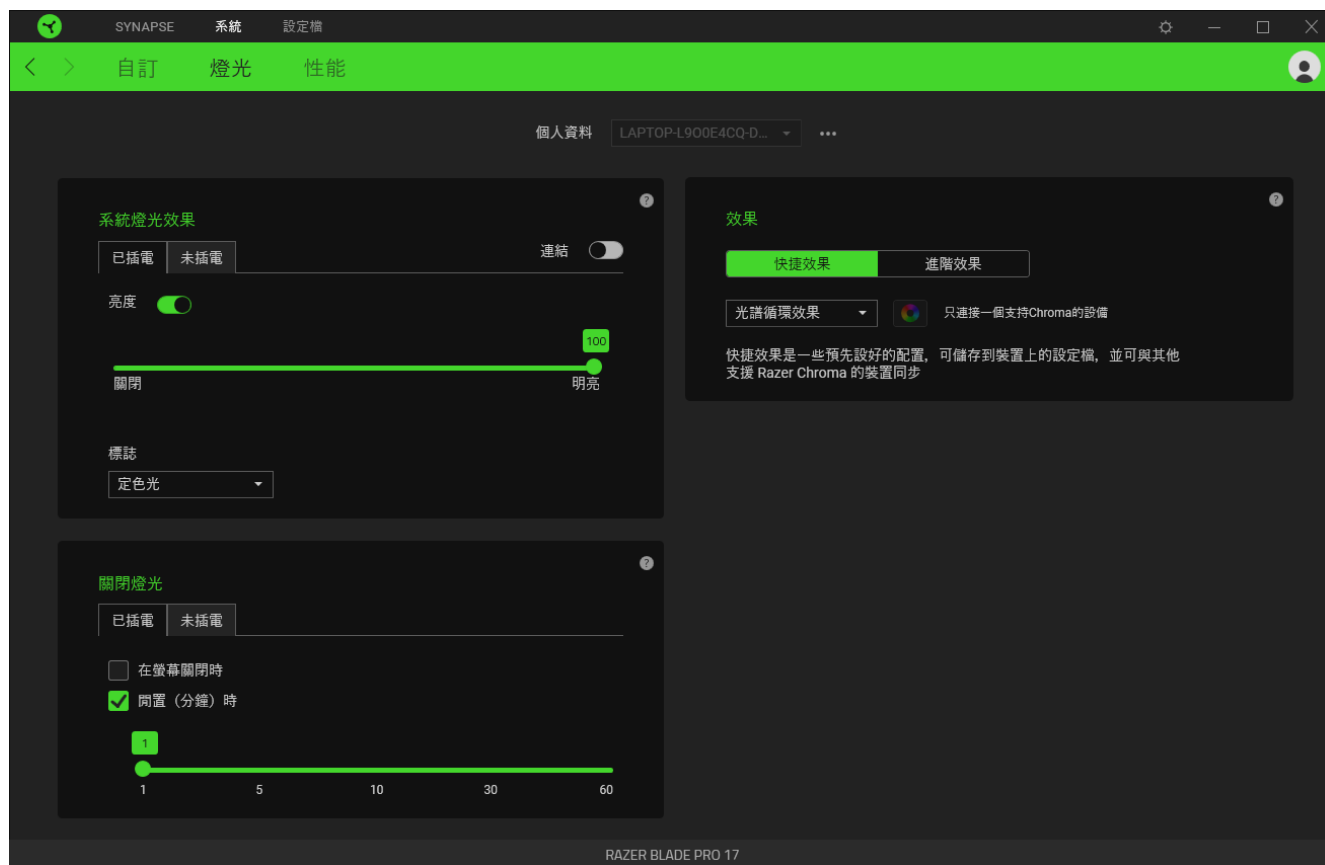 SYNAPSE 系統 設定檔
自訂 燈光 性能
個人資料 LAPTOP-L9O0E4CQ-D...
系統燈光效果
已插電 未插電 連結
亮度
100
關閉 明亮
標誌
定色光
效果
快捷效果 進階效果
光譜循環效果 只連接一個支持Chroma的設備
快捷效果是一些預先設好的配置，可儲存到裝置上的設定檔，並可與其他
支援 Razer Chroma 的裝置同步
關閉燈光
已插電 未插電
在螢幕關閉時
閒置（分鐘）時
1
1 5 10 30 60
RAZER BLADE PRO 17